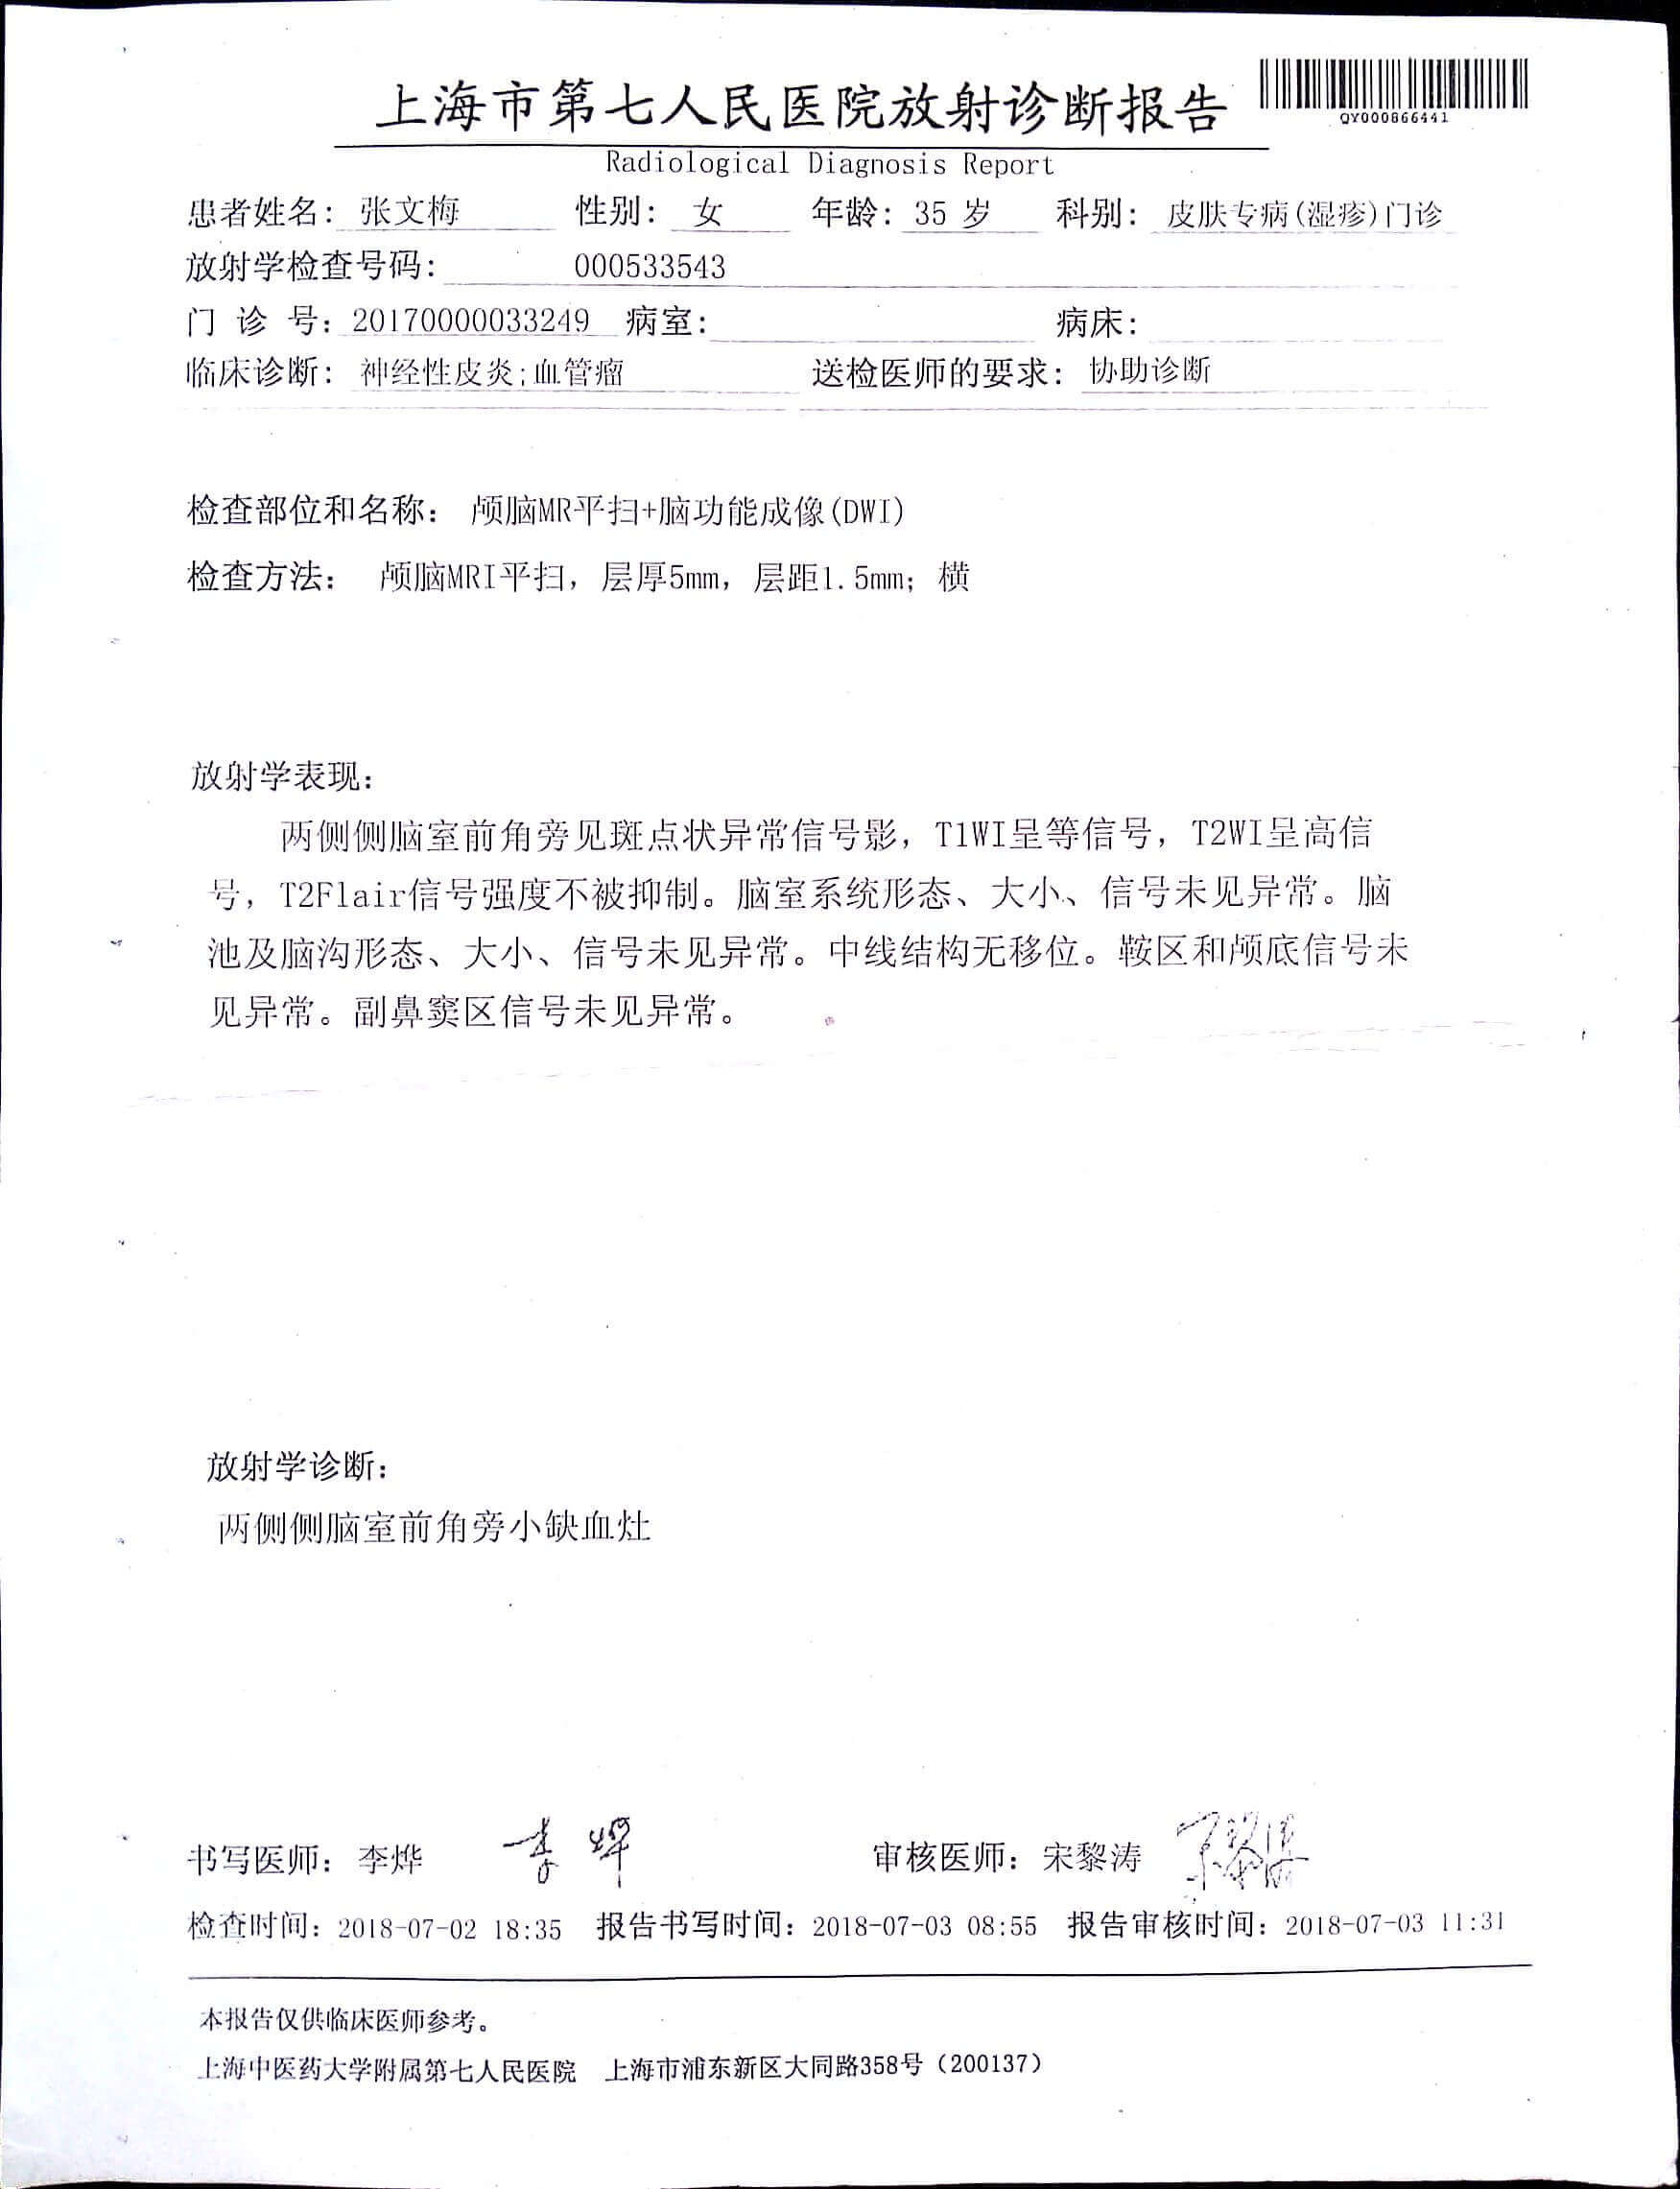 上海市第七人民医院放射诊断报告
QY000866441
Radiological Diagnosis Report
患者姓名: 张文梅 性别: 女 年龄: 35 岁 科别: 皮肤专病(湿疹)门诊
放射学检查号码: 000533543
门 诊 号: 20170000033249 病室: 病床:
临床诊断: 神经性皮炎;血管瘤 送检医师的要求: 协助诊断
检查部位和名称: 颅脑MR平扫+脑功能成像(DWI)
检查方法: 颅脑MRI平扫，层厚5mm，层距1.5mm；横
放射学表现:
两侧侧脑室前角旁见斑点状异常信号影，T1WI呈等信号，T2WI呈高信
号，T2Flair信号强度不被抑制。脑室系统形态、大小、信号未见异常。脑
池及脑沟形态、大小、信号未见异常。中线结构无移位。鞍区和颅底信号未
见异常。副鼻窦区信号未见异常。
放射学诊断:
两侧侧脑室前角旁小缺血灶
书写医师: 李烨 李烨 审核医师: 宋黎涛 宋黎涛
检查时间: 2018-07-02 18:35 报告书写时间: 2018-07-03 08:55 报告审核时间: 2018-07-03 11:31
本报告仅供临床医师参考。
上海中医药大学附属第七人民医院 上海市浦东新区大同路358号（200137）